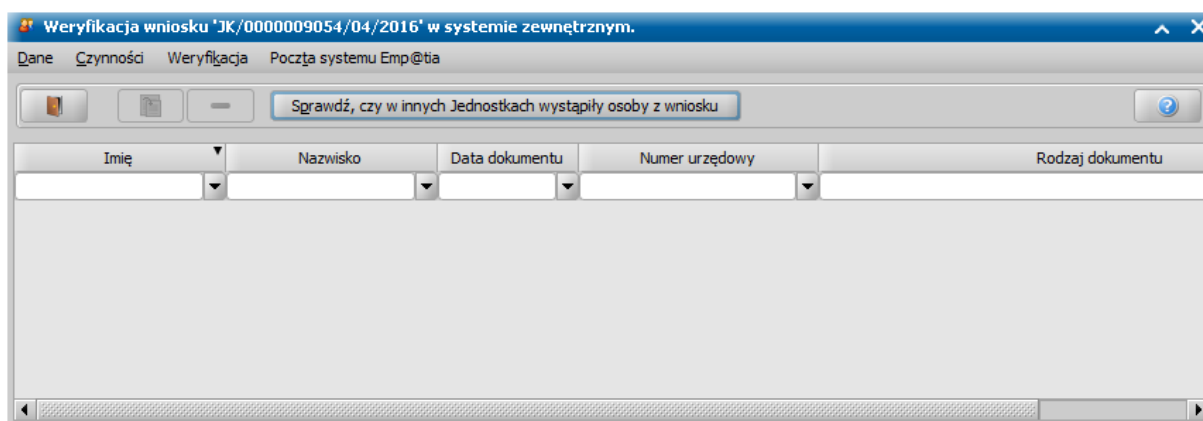 Weryfikacja wniosku 'JK/0000009054/04/2016' w systemie zewnętrznym.
Dane Czynności Weryfikacja Poczta systemu Emp@tia
Sprawdź, czy w innych Jednostkach wystąpiły osoby z wniosku
Imię Nazwisko Data dokumentu Numer urzędowy Rodzaj dokumentu